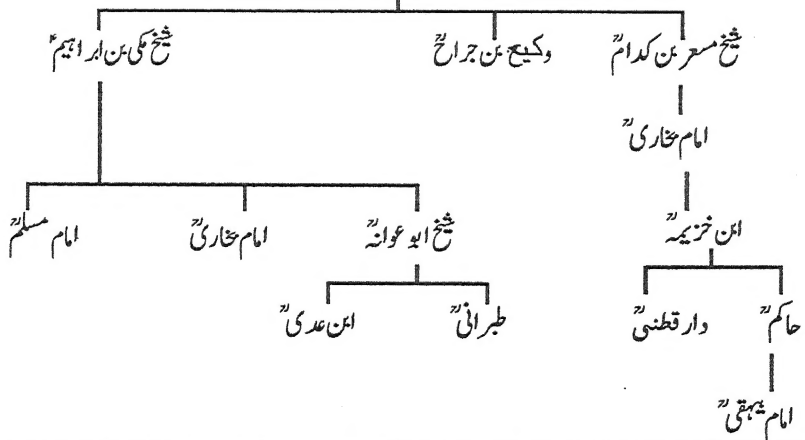 شیخ مسعر بن کدامؒ
وکیع بن جراحؒ
شیخ مکی بن ابراہیمؒ
امام بخاریؒ
ابن خزیمہؒ
شیخ ابو عوانہؒ
امام بخاریؒ
امام مسلمؒ
حاکمؒ
دار قطنیؒ
طبرانیؒ
ابن عدیؒ
امام بیہقیؒ